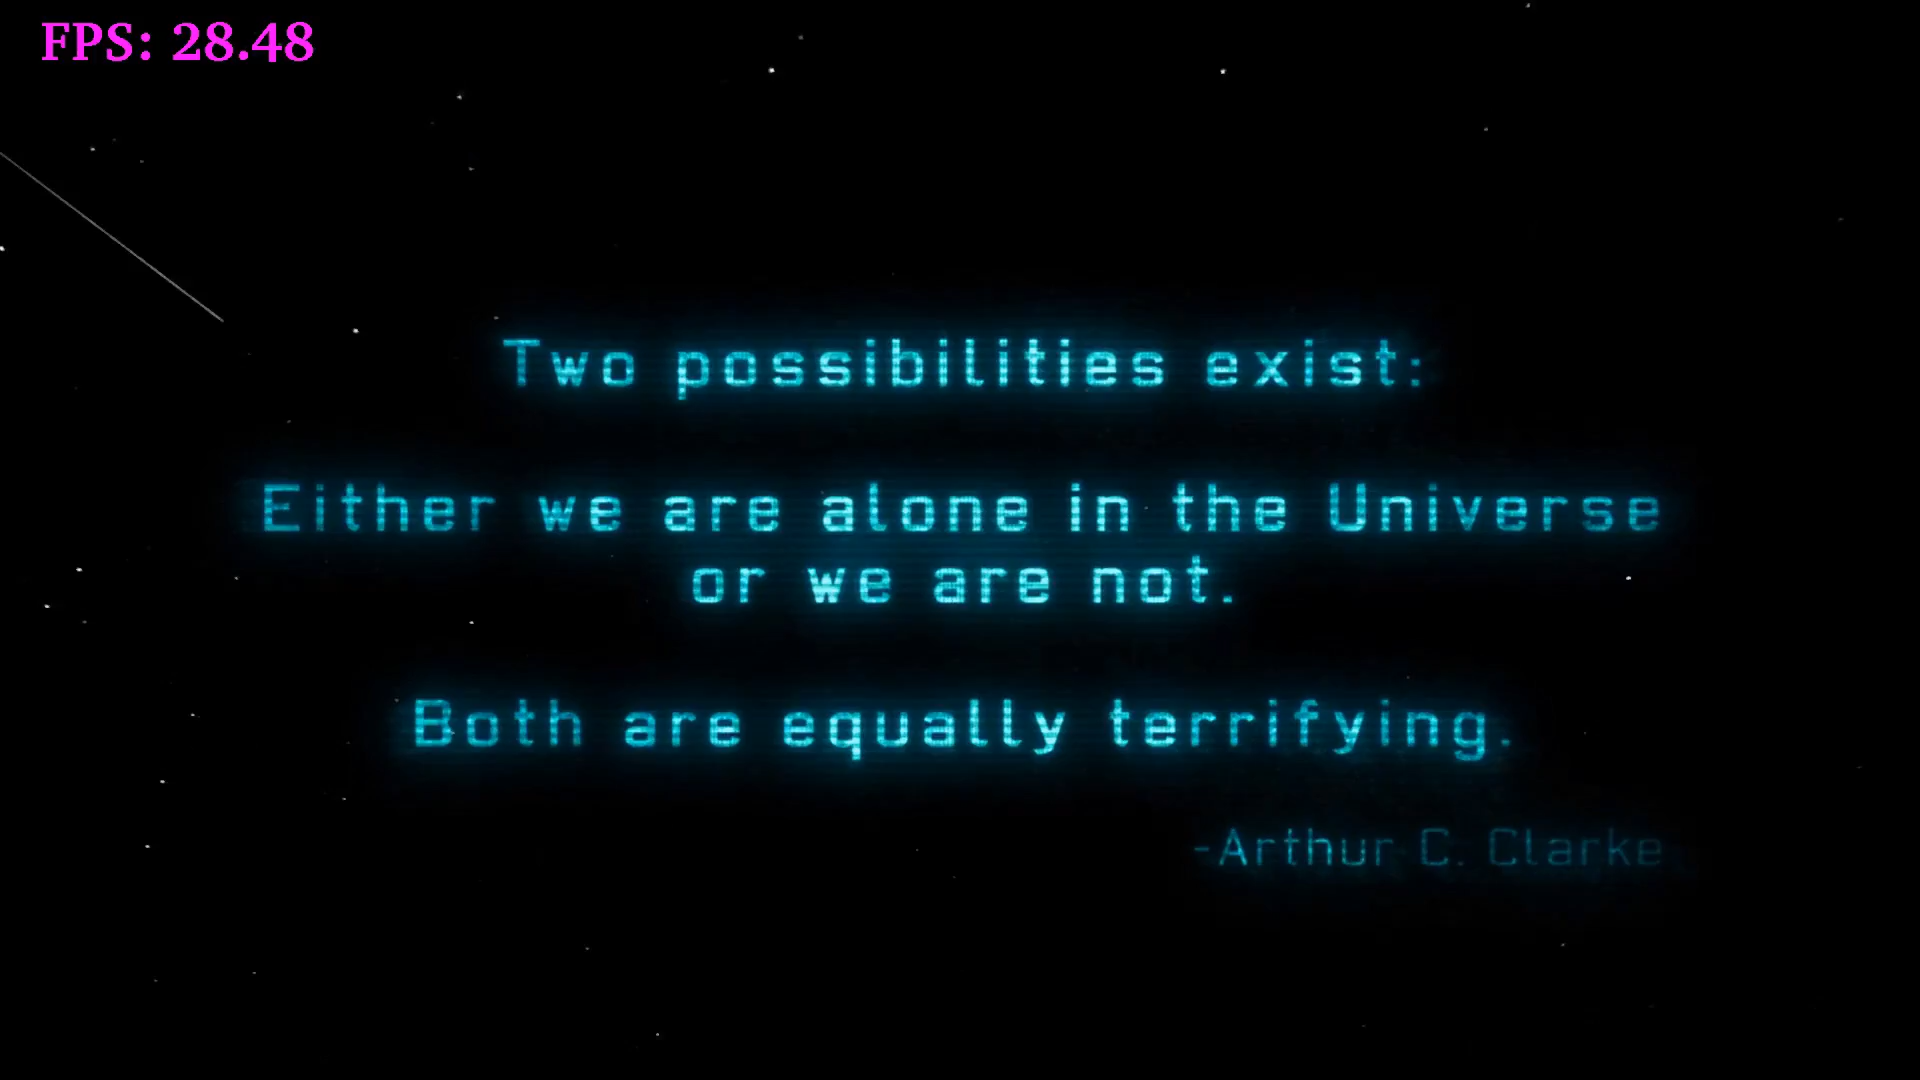 FPS: 28.48
Two possibilities exist:
Either we are alone in the Universe
or we are not.
Both are equally terrifying.
-Arthur C. Clarke